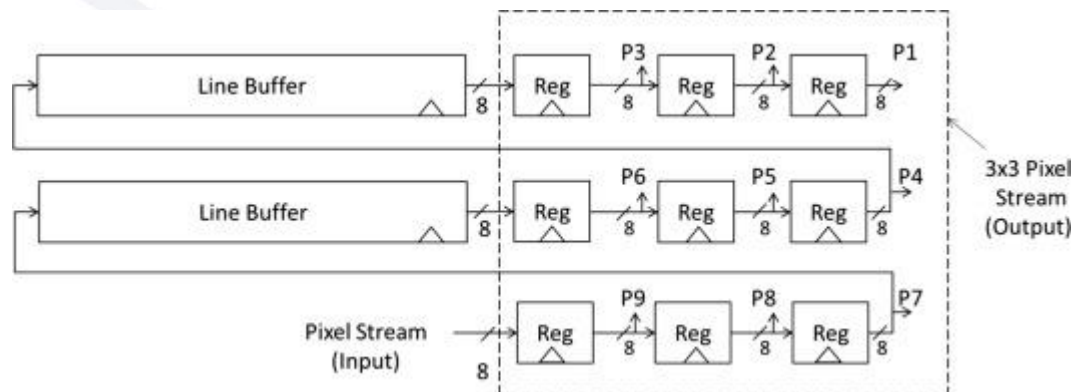 P3 P2 P1
Line Buffer Reg Reg Reg
8 8 8 8
P6 P5 P4
Line Buffer Reg Reg Reg
8 8 8 8
3x3 Pixel
Stream
(Output)
P9 P8 P7
Pixel Stream
(Input)
Reg Reg Reg
8 8 8 8